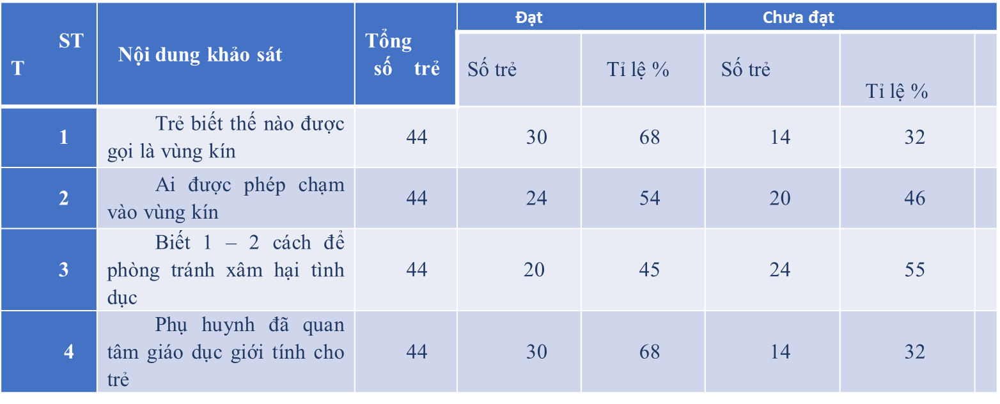 STT Nội dung khảo sát Tổng số trẻ Đạt Chưa đạt
Số trẻ Tỉ lệ % Số trẻ Tỉ lệ %
1 Trẻ biết thế nào được gọi là vùng kín 44 30 68 14 32
2 Ai được phép chạm vào vùng kín 44 24 54 20 46
3 Biết 1 – 2 cách để phòng tránh xâm hại tình dục 44 20 45 24 55
4 Phụ huynh đã quan tâm giáo dục giới tính cho trẻ 44 30 68 14 32